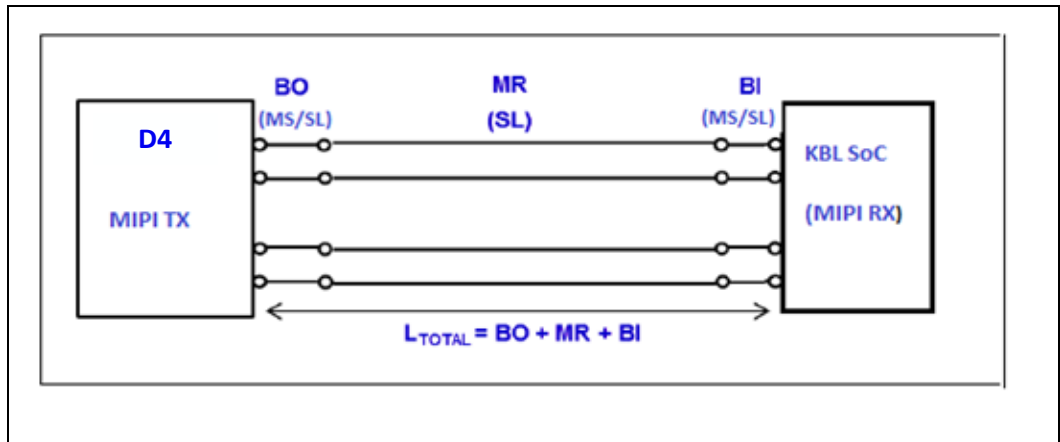 BO
(MS/SL)
MR
(SL)
BI
(MS/SL)
D4
MIPI TX
KBL SoC
(MIPI RX)
LTOTAL = BO + MR + BI